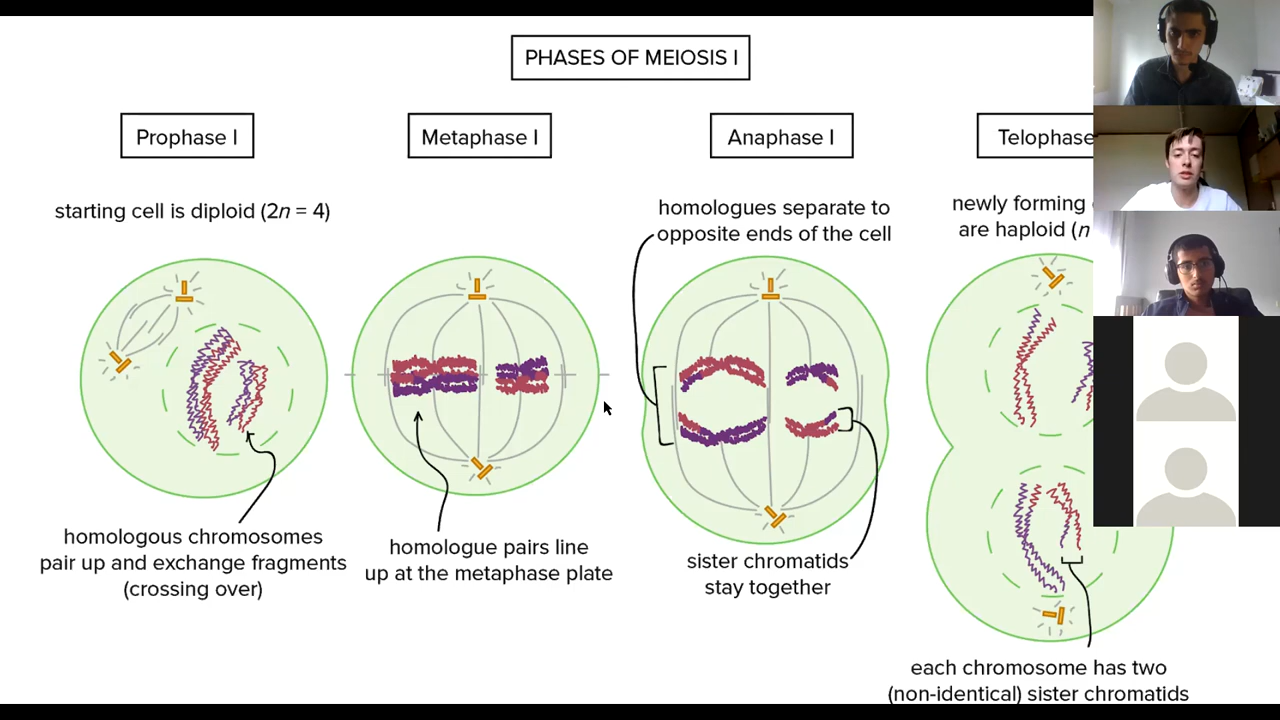 PHASES OF MEIOSIS I
Prophase I
Metaphase I
Anaphase I
Telophase
starting cell is diploid (2n = 4)
homologues separate to
opposite ends of the cell
newly forming
are haploid (n
homologous chromosomes
pair up and exchange fragments
(crossing over)
homologue pairs line
up at the metaphase plate
sister chromatids
stay together
each chromosome has two
(non-identical) sister chromatids